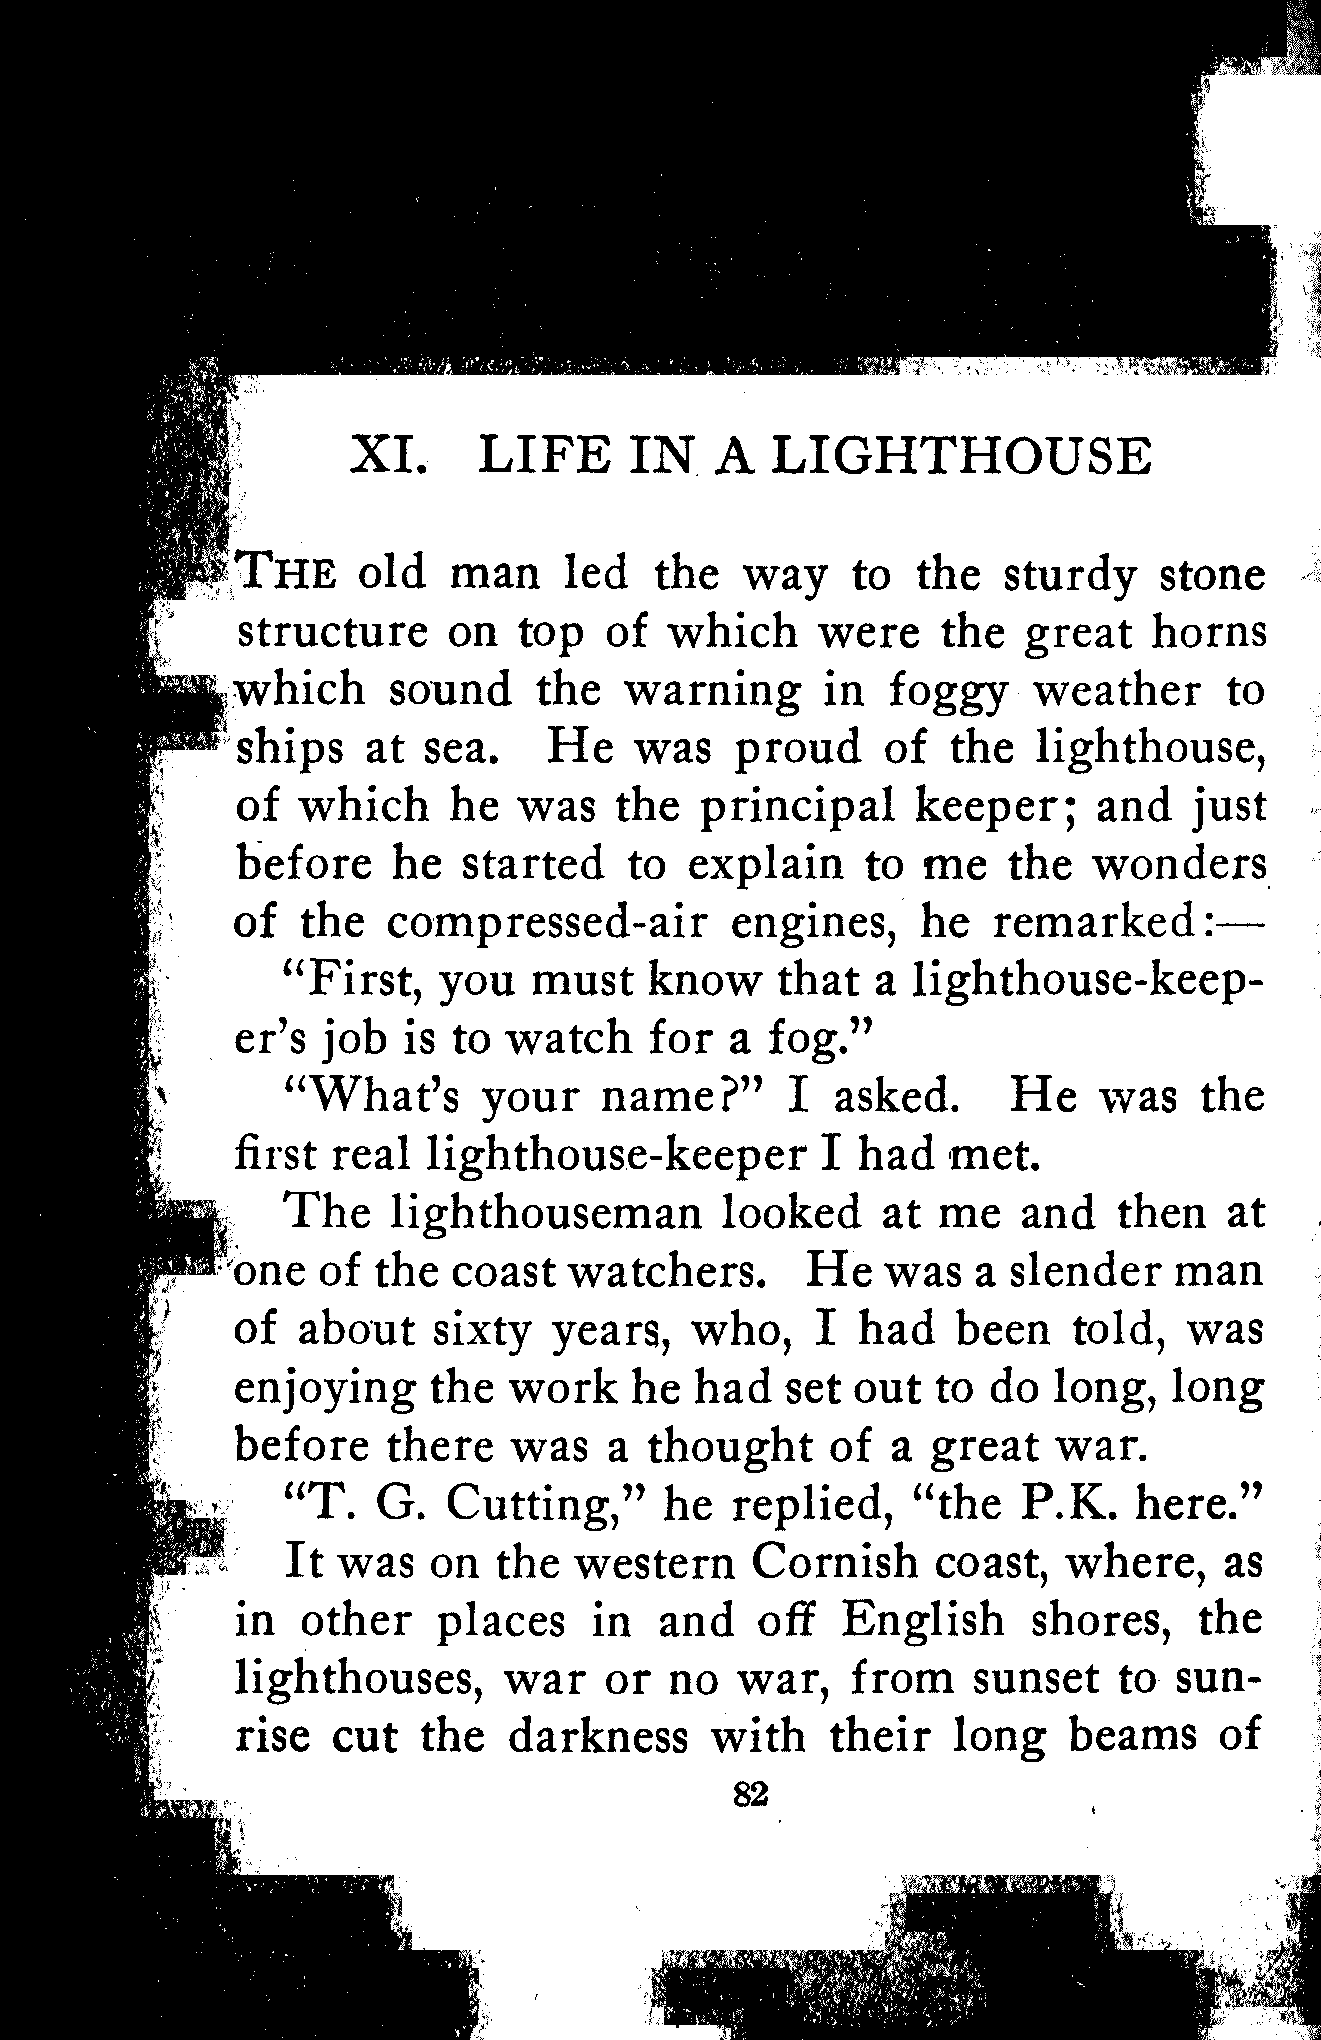 XI. LIFE IN A LIGHTHOUSE
THE old man led the way to the sturdy stone
structure on top of which were the great horns
which sound the warning in foggy weather to
ships at sea. He was proud of the lighthouse,
of which he was the principal keeper; and just
before he started to explain to me the wonders
of the compressed-air engines, he remarked:—
“First, you must know that a lighthouse-keep-
er’s job is to watch for a fog.”
“What’s your name?” I asked. He was the
first real lighthouse-keeper I had met.
The lighthouseman looked at me and then at
one of the coast watchers. He was a slender man
of about sixty years, who, I had been told, was
enjoying the work he had set out to do long, long
before there was a thought of a great war.
“T. G. Cutting,” he replied, “the P.K. here.”
It was on the western Cornish coast, where, as
in other places in and off English shores, the
lighthouses, war or no war, from sunset to sun-
rise cut the darkness with their long beams of
82